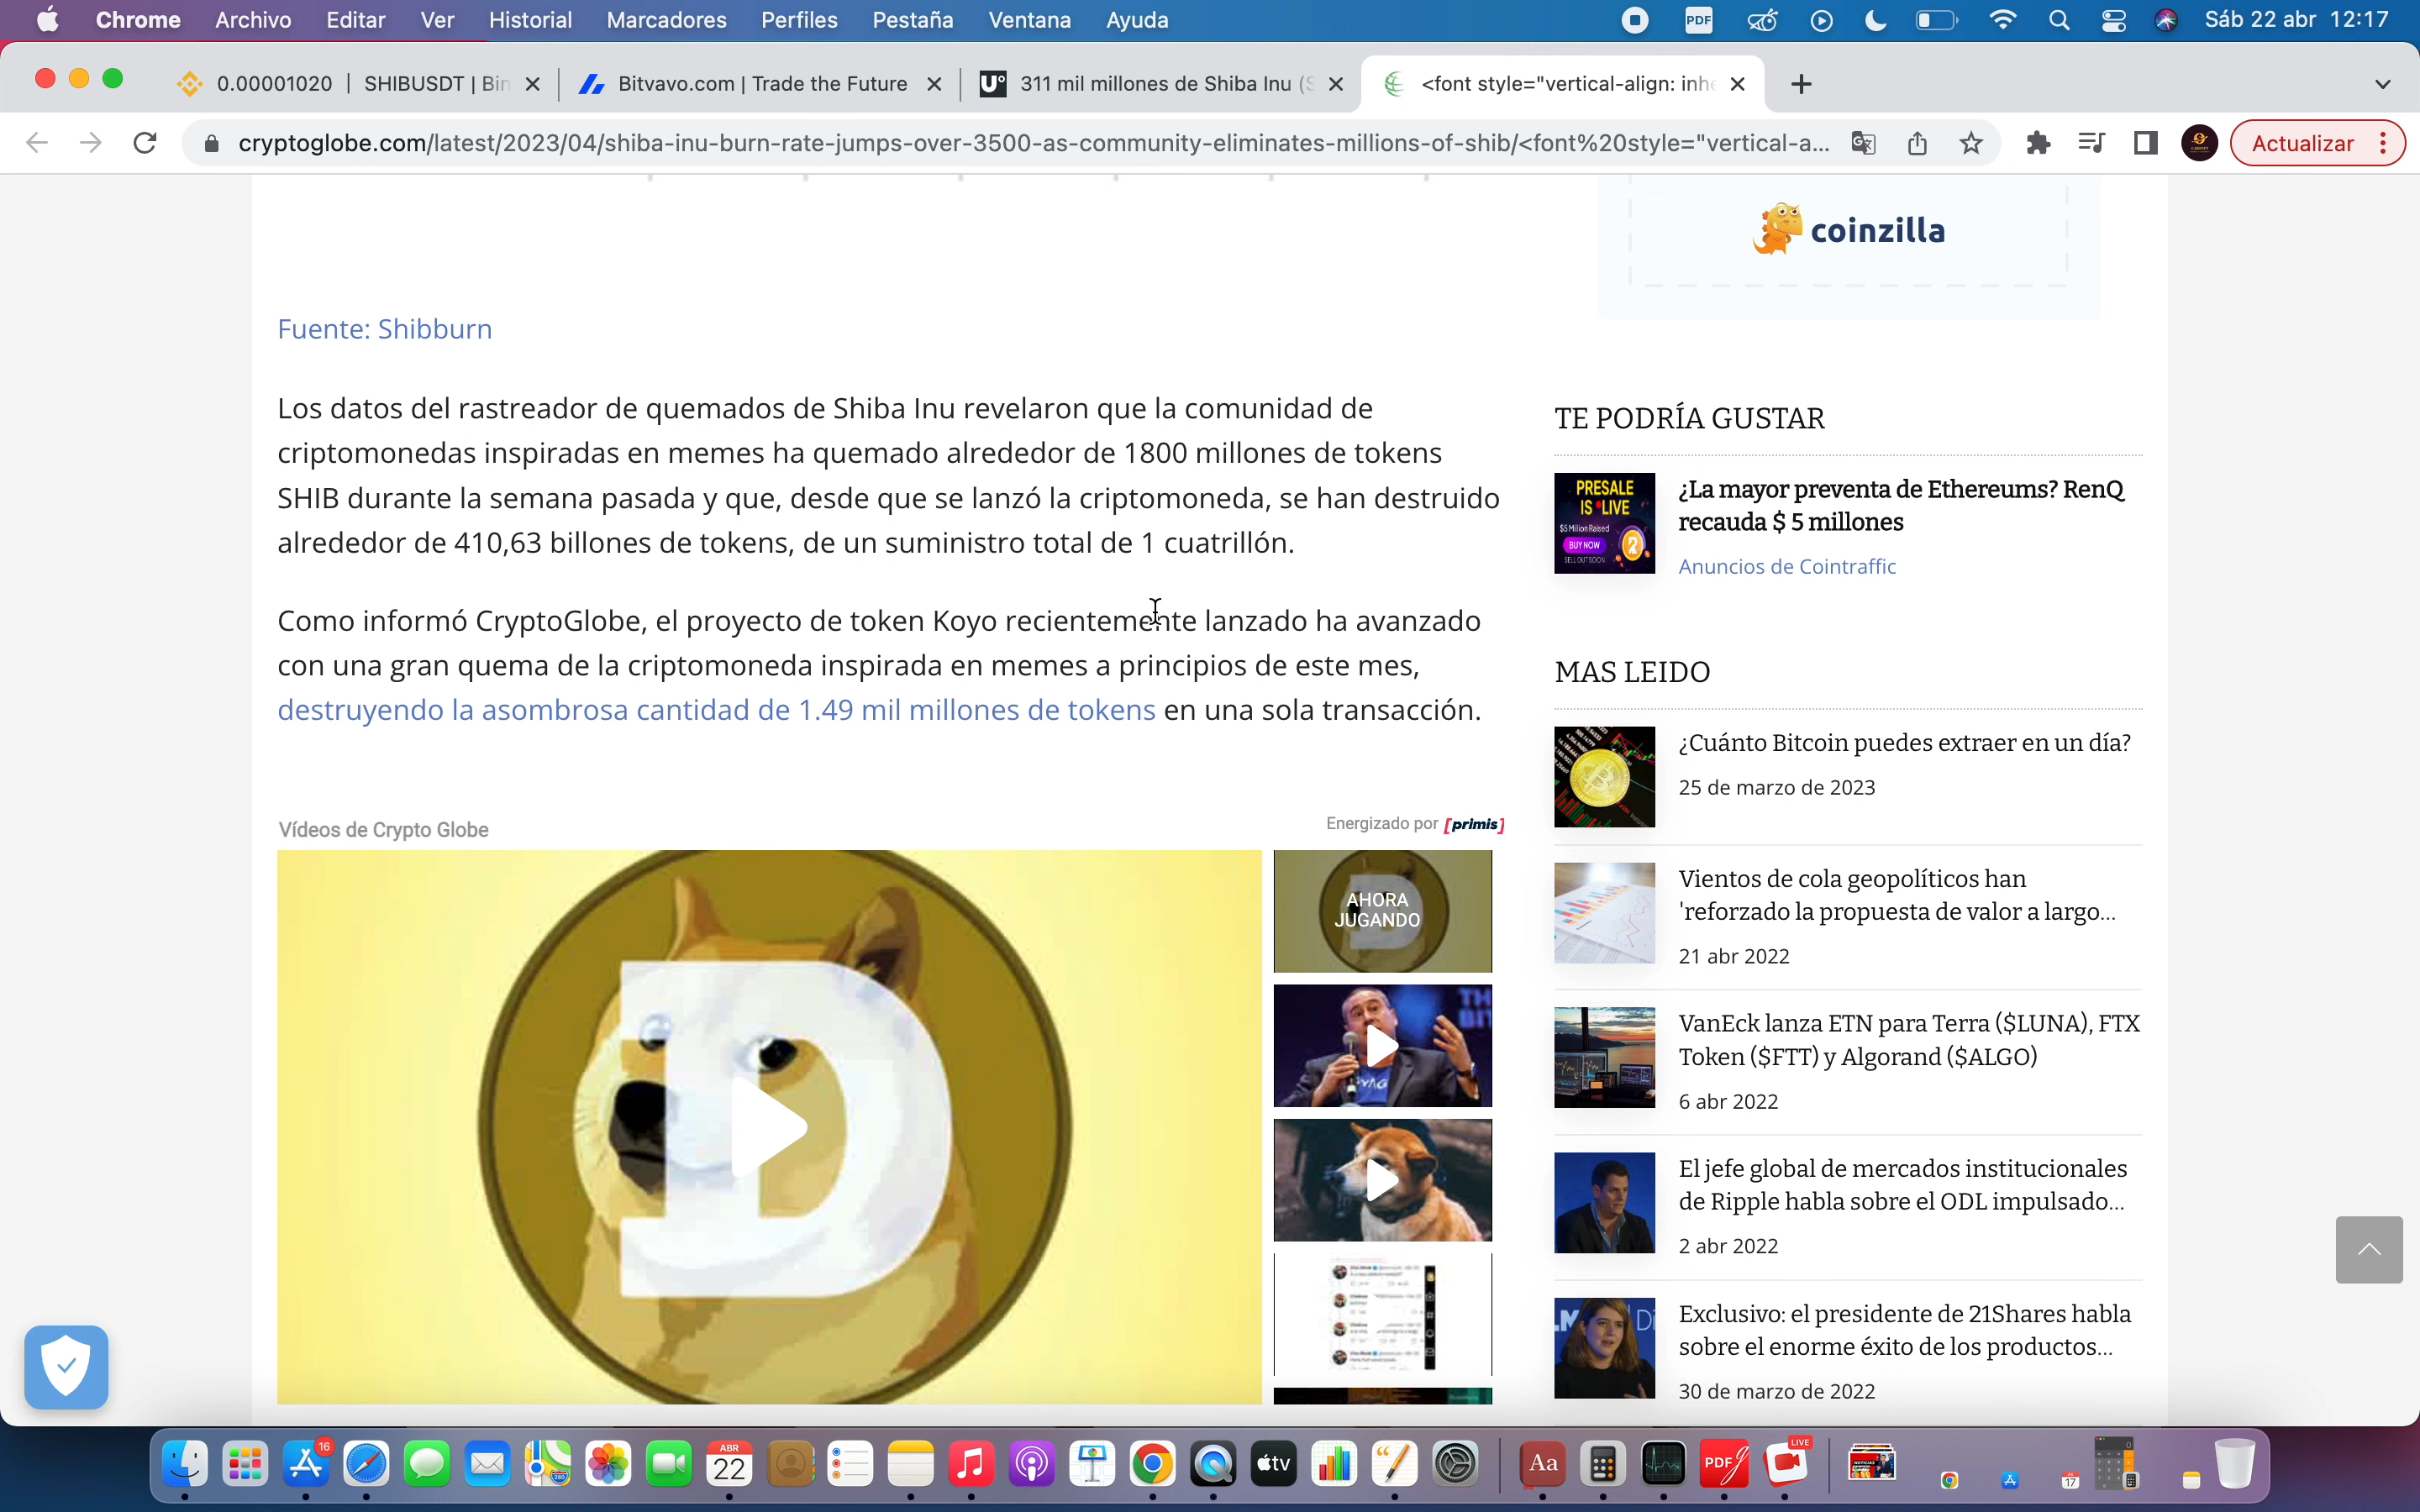 Chrome Archivo Editar Ver Historial Marcadores Perfiles Pestaña Ventana Ayuda
PDF
Sáb 22 abr 12:17
0.00001020 | SHIBUSDT | Bin
Bitvavo.com | Trade the Future
311 mil millones de Shiba Inu (S
<font style="vertical-align: inhe
cryptoglobe.com/latest/2023/04/shiba-inu-burn-rate-jumps-over-3500-as-community-eliminates-millions-of-shib/<font%20style="vertical-a...
Actualizar
coinzilla
Fuente: Shibburn
Los datos del rastreador de quemados de Shiba Inu revelaron que la comunidad de
criptomonedas inspiradas en memes ha quemado alrededor de 1800 millones de tokens
SHIB durante la semana pasada y que, desde que se lanzó la criptomoneda, se han destruido
alrededor de 410,63 billones de tokens, de un suministro total de 1 cuatrillón.
Como informó CryptoGlobe, el proyecto de token Koyo recientemente lanzado ha avanzado
con una gran quema de la criptomoneda inspirada en memes a principios de este mes,
destruyendo la asombrosa cantidad de 1.49 mil millones de tokens en una sola transacción.
Vídeos de Crypto Globe
Energizado por [primis]
D
AHORA
JUGANDO
TE PODRÍA GUSTAR
PRESALE
IS LIVE
$5 Million Raised
BUY NOW
SELL OUT SOON
¿La mayor preventa de Ethereums? RenQ
recauda $ 5 millones
Anuncios de Cointraffic
MAS LEIDO
¿Cuánto Bitcoin puedes extraer en un día?
25 de marzo de 2023
Vientos de cola geopolíticos han
'reforzado la propuesta de valor a largo...
21 abr 2022
VanEck lanza ETN para Terra ($LUNA), FTX
Token ($FTT) y Algorand ($ALGO)
6 abr 2022
El jefe global de mercados institucionales
de Ripple habla sobre el ODL impulsado...
2 abr 2022
Exclusivo: el presidente de 21Shares habla
sobre el enorme éxito de los productos...
30 de marzo de 2022
16
ABR
22
tv
Aa
PDF
LIVE
17